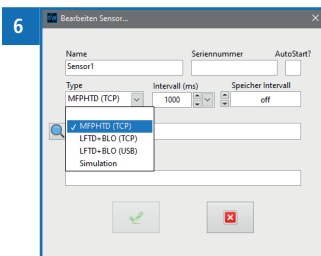 6
Bearbeiten Sensor...
Name Seriennummer AutoStart?
Sensor1
Type Intervall (ms) Speicher Intervall
MFPHTD (TCP) 1000 off
✓ MFPHTD (TCP)
LFTD+BLO (TCP)
LFTD+BLO (USB)
Simulation